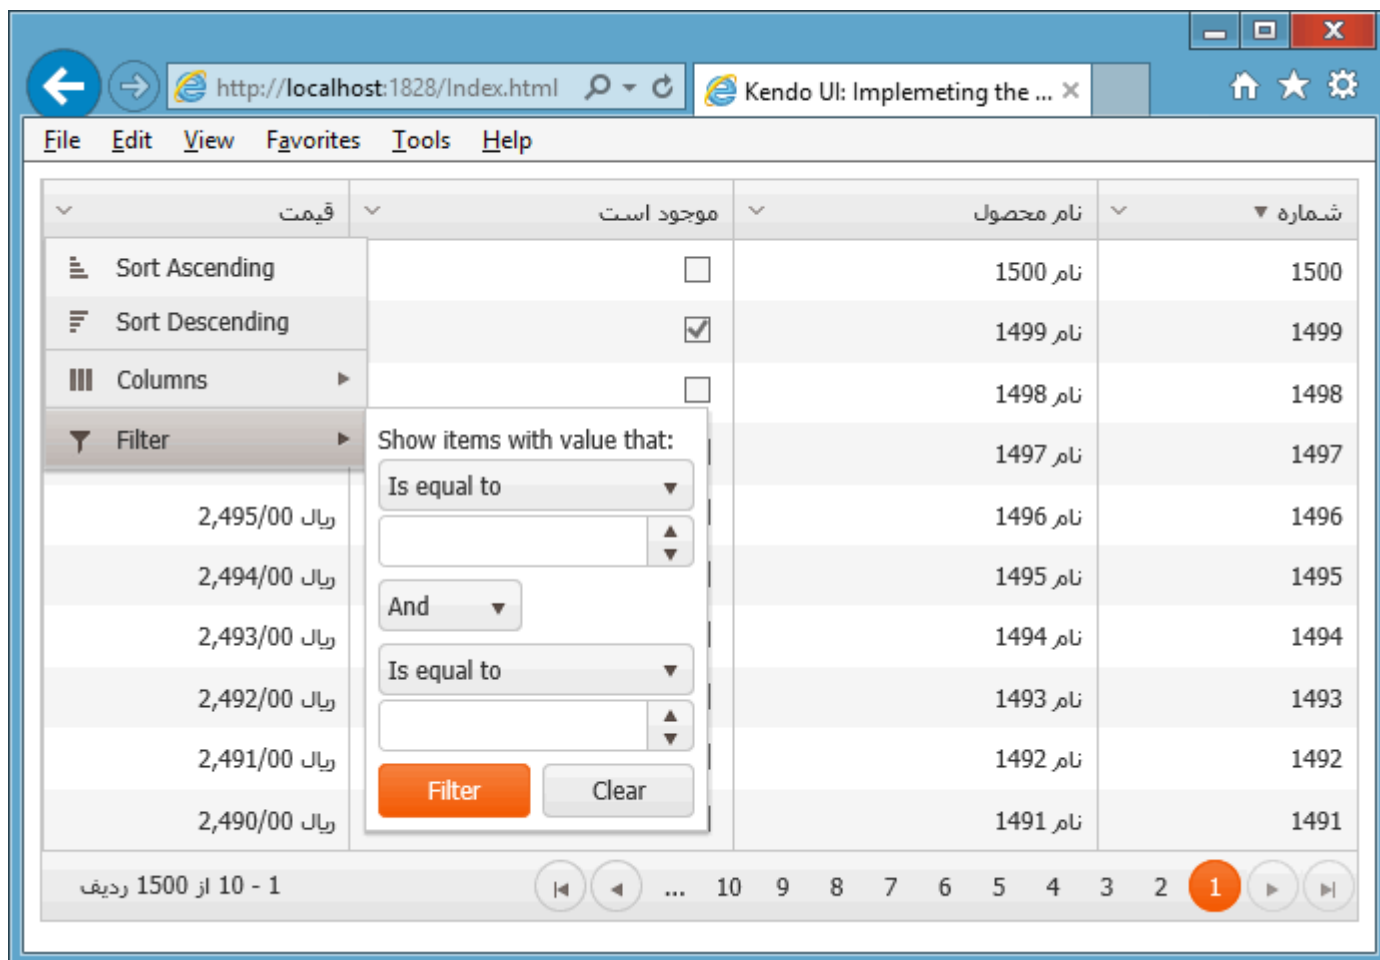 http://localhost:1828/Index.html
Kendo UI: Implemeting the ...
File Edit View Favorites Tools Help
شماره نام محصول موجود است قیمت
1500 نام 1500
1499 نام 1499
1498 نام 1498
1497 نام 1497
1496 نام 1496 ریال 2,495/00
1495 نام 1495 ریال 2,494/00
1494 نام 1494 ریال 2,493/00
1493 نام 1493 ریال 2,492/00
1492 نام 1492 ریال 2,491/00
1491 نام 1491 ریال 2,490/00
Sort Ascending
Sort Descending
Columns
Filter
Show items with value that:
Is equal to
And
Is equal to
Filter Clear
1 - 10 از 1500 ردیف
... 10 9 8 7 6 5 4 3 2 1